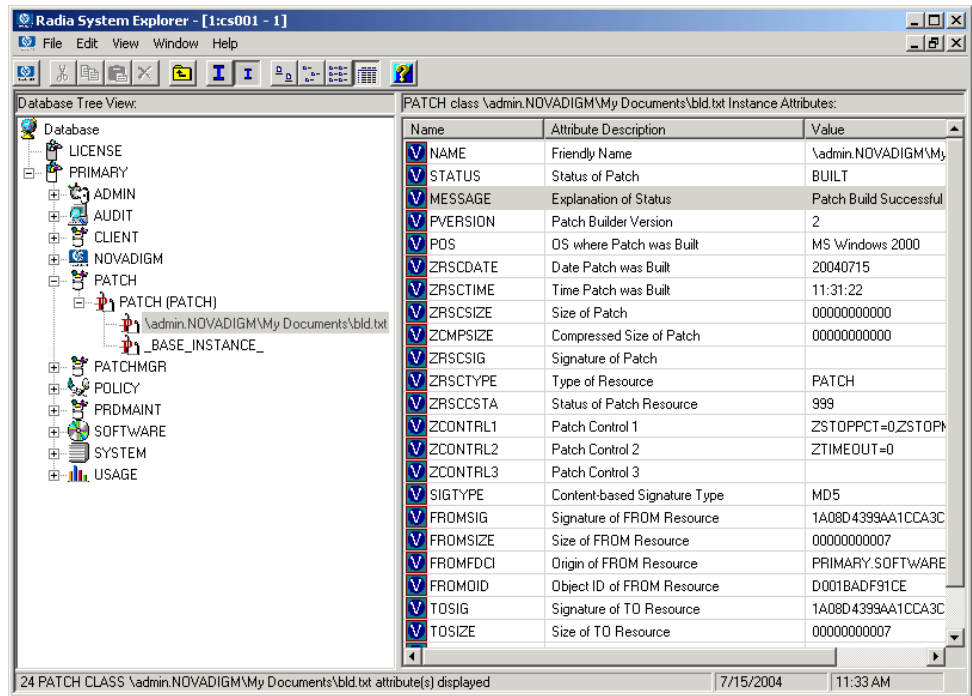 Radia System Explorer - [1:cs001 - 1]
File Edit View Window Help
Database Tree View:
PATCH class \admin.NOVADIGM\My Documents\bld.txt Instance Attributes:
Database
LICENSE
PRIMARY
ADMIN
AUDIT
CLIENT
NOVADIGM
PATCH
PATCH (PATCH)
\admin.NOVADIGM\My Documents\bld.txt
_BASE_INSTANCE_
PATCHMGR
POLICY
PRDMAINT
SOFTWARE
SYSTEM
USAGE
Name Attribute Description Value
NAME Friendly Name \admin.NOVADIGM\My
STATUS Status of Patch BUILT
MESSAGE Explanation of Status Patch Build Successful
PVERSION Patch Builder Version 2
POS OS where Patch was Built MS Windows 2000
ZRSCDATE Date Patch was Built 20040715
ZRSCTIME Time Patch was Built 11:31:22
ZRSCSIZE Size of Patch 00000000000
ZCMPSIZE Compressed Size of Patch 00000000000
ZRSCSIG Signature of Patch
ZRSCTYPE Type of Resource PATCH
ZRSCCSTA Status of Patch Resource 999
ZCONTRL1 Patch Control 1 ZSTOPPCT=0,ZSTOPM
ZCONTRL2 Patch Control 2 ZTIMEOUT=0
ZCONTRL3 Patch Control 3
SIGTYPE Content-based Signature Type MD5
FROMSIG Signature of FROM Resource 1A08D4399AA1CCA3C
FROMSIZE Size of FROM Resource 00000000007
FROMFDCI Origin of FROM Resource PRIMARY.SOFTWARE
FROMOID Object ID of FROM Resource D001BADF91CE
TOSIG Signature of TO Resource 1A08D4399AA1CCA3C
TOSIZE Size of TO Resource 00000000007
24 PATCH CLASS \admin.NOVADIGM\My Documents\bld.txt attribute(s) displayed 7/15/2004 11:33 AM